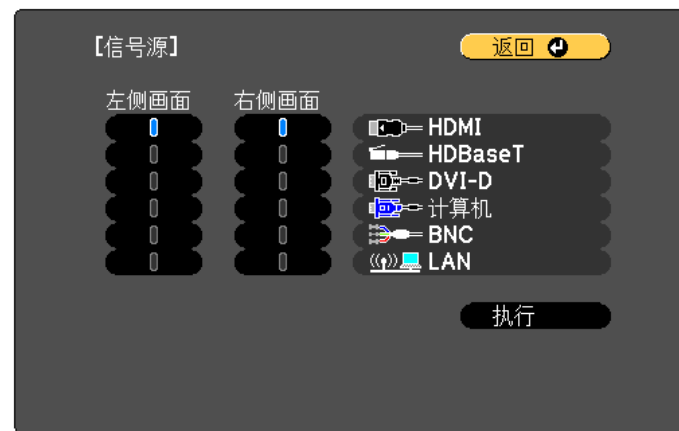 【信号源】
返回
左侧画面 右侧画面
HDMI
HDBaseT
DVI-D
计算机
BNC
LAN
执行